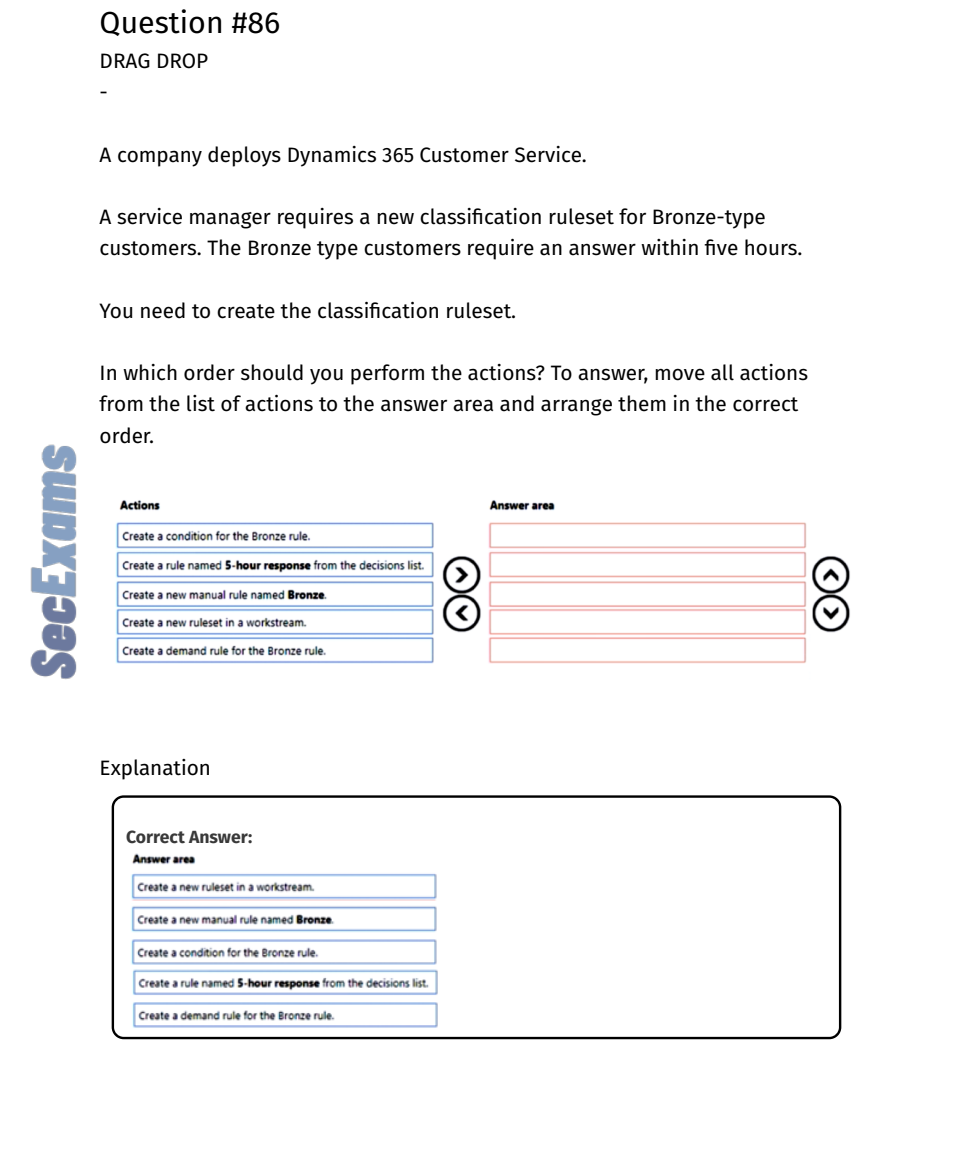 Question #86
DRAG DROP
-
A company deploys Dynamics 365 Customer Service.
A service manager requires a new classification ruleset for Bronze-type
customers. The Bronze type customers require an answer within five hours.
You need to create the classification ruleset.
In which order should you perform the actions? To answer, move all actions
from the list of actions to the answer area and arrange them in the correct
order.
SecExams
Actions
Create a condition for the Bronze rule.
Create a rule named 5-hour response from the decisions list.
Create a new manual rule named Bronze.
Create a new ruleset in a workstream.
Create a demand rule for the Bronze rule.
Answer area
Explanation
Correct Answer:
Answer area
Create a new ruleset in a workstream.
Create a new manual rule named Bronze.
Create a condition for the Bronze rule.
Create a rule named 5-hour response from the decisions list.
Create a demand rule for the Bronze rule.